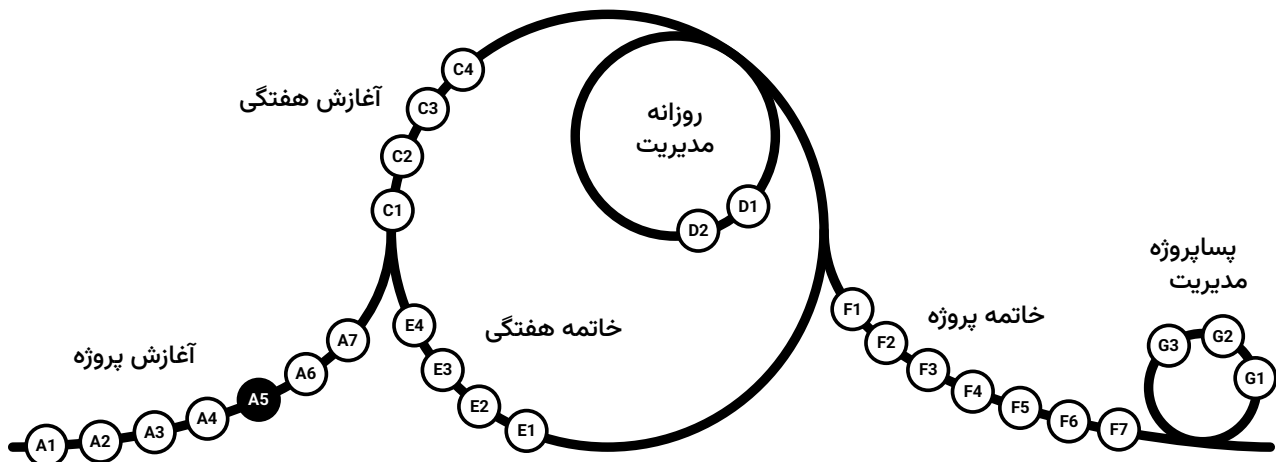 آغازش پروژه
A1
A2
A3
A4
A5
A6
A7
آغازش هفتگی
C1
C2
C3
C4
روزانه
مدیریت
D1
D2
خاتمه هفتگی
E1
E2
E3
E4
خاتمه پروژه
F1
F2
F3
F4
F5
F6
F7
پساپروژه
مدیریت
G1
G2
G3